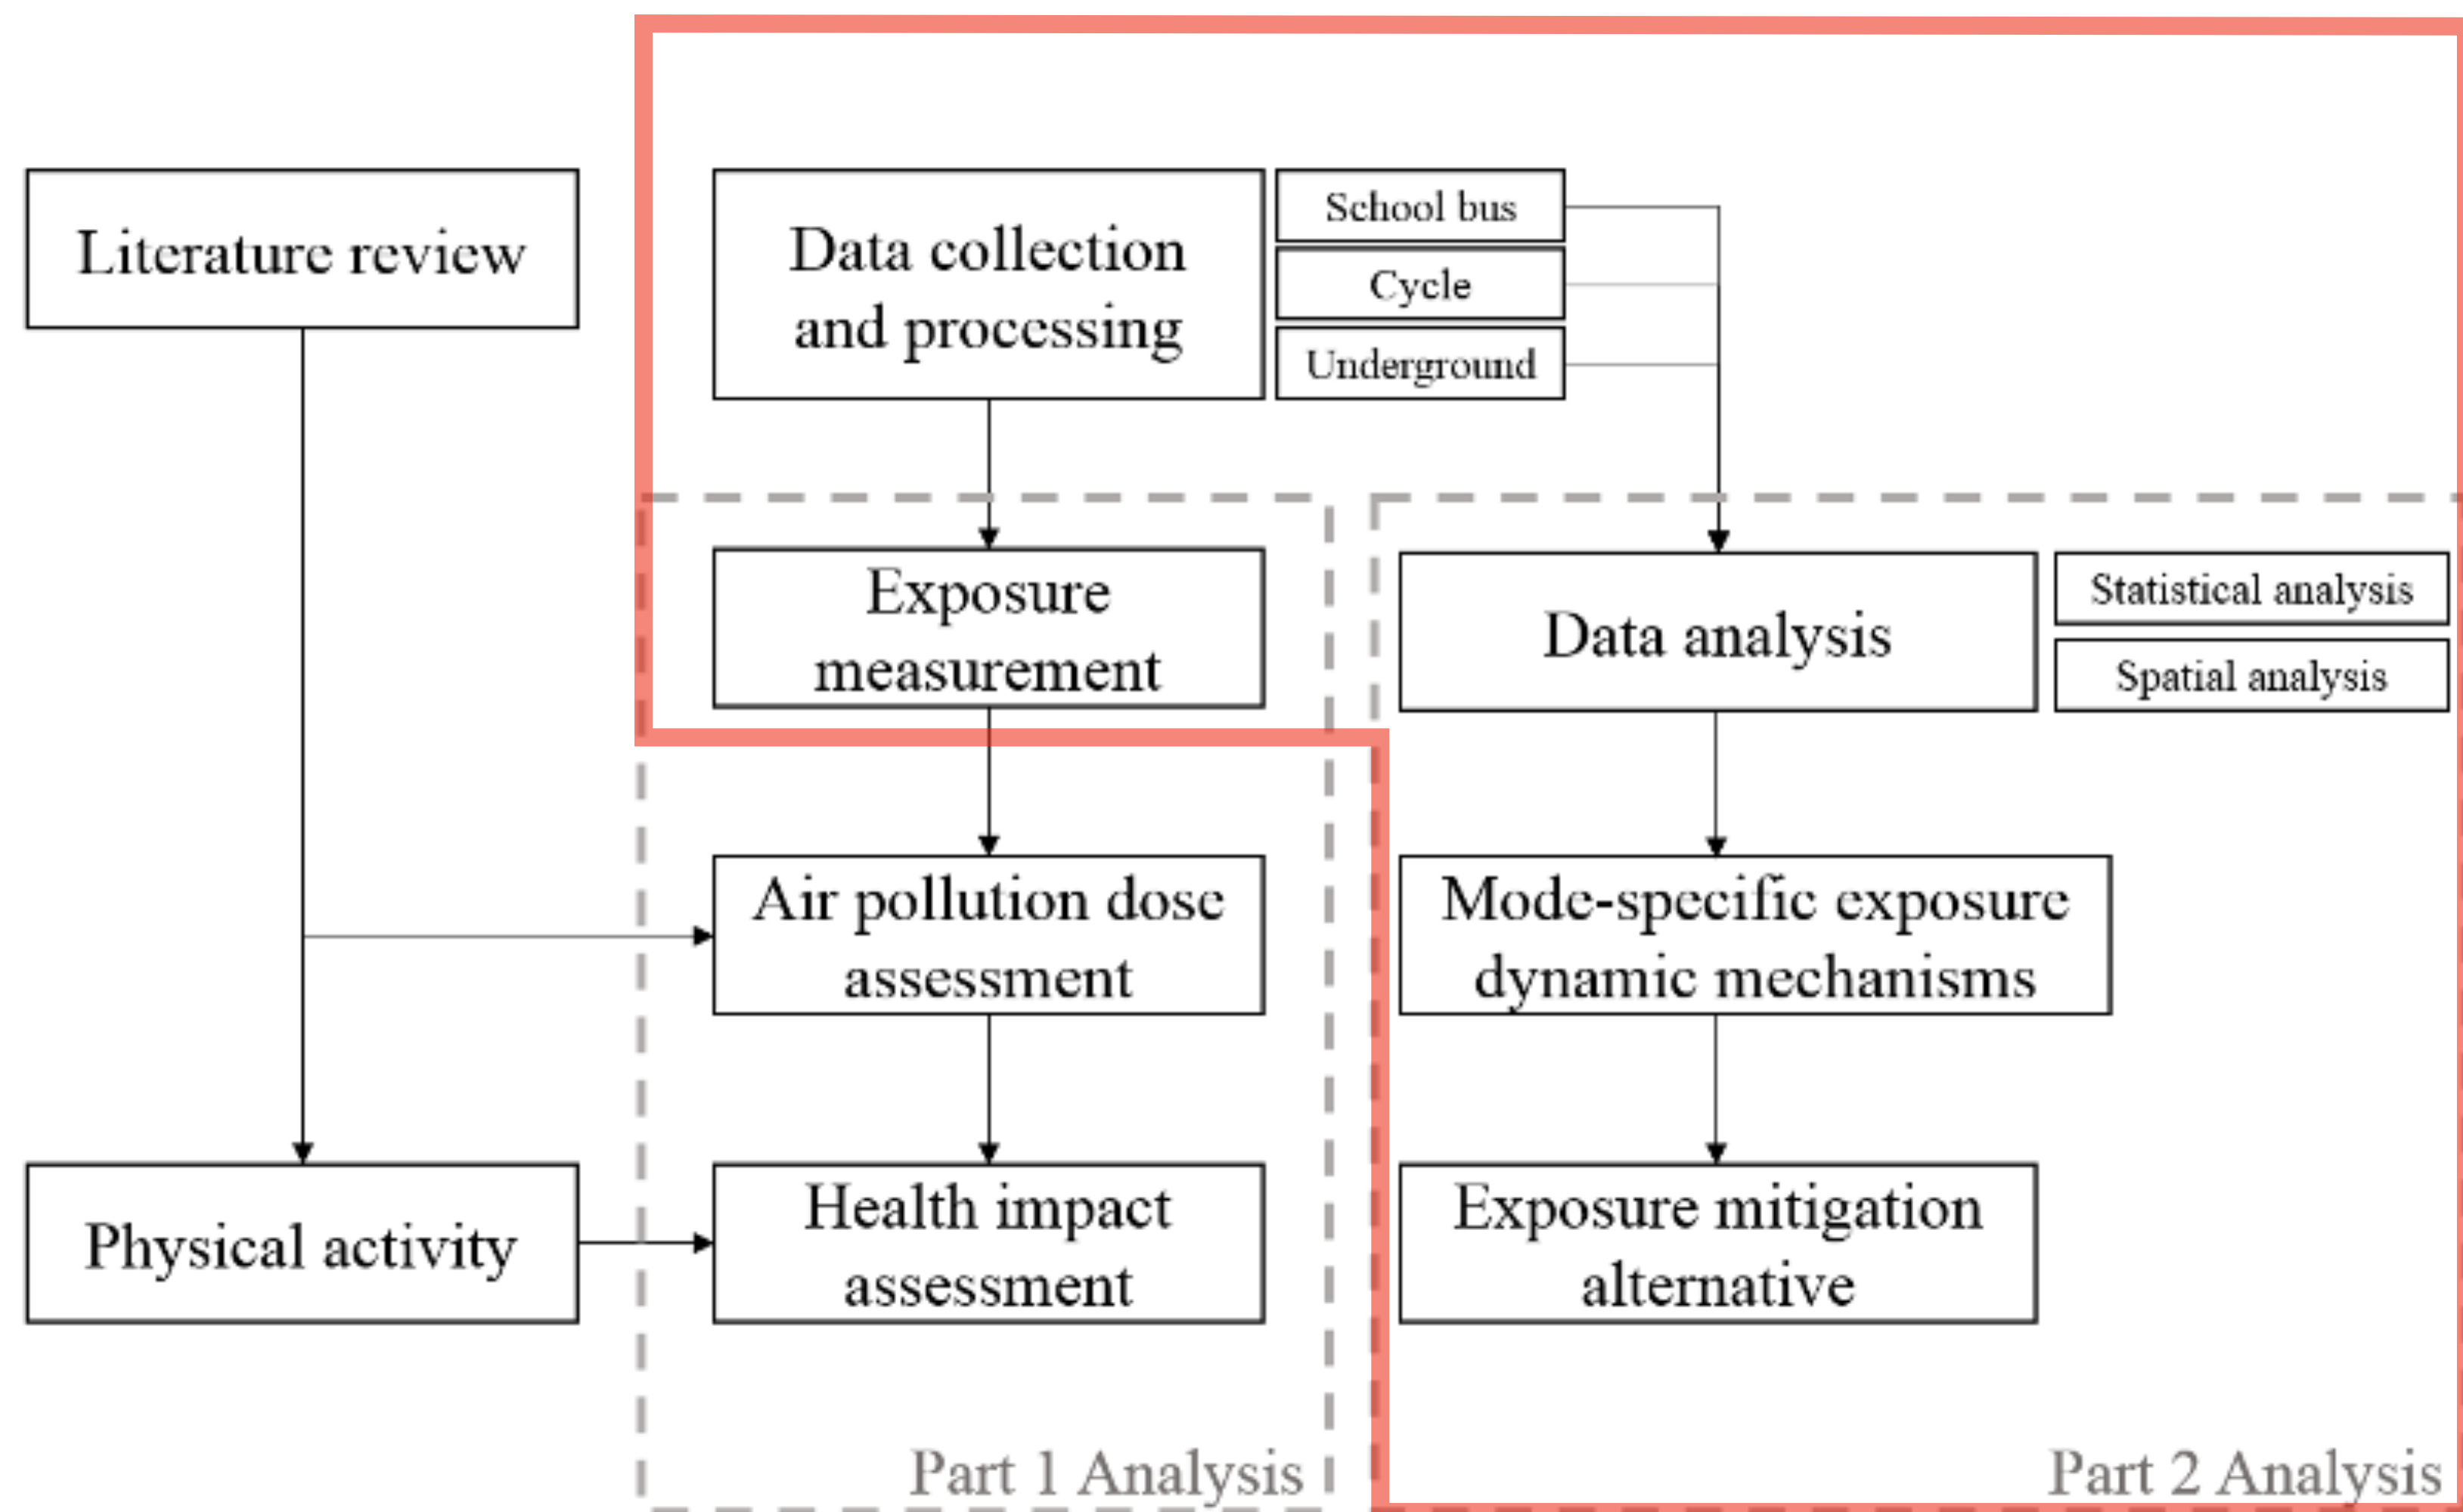 Literature review
Data collection
and processing
School bus
Cycle
Underground
Exposure
measurement
Data analysis
Statistical analysis
Spatial analysis
Air pollution dose
assessment
Mode-specific exposure
dynamic mechanisms
Physical activity
Health impact
assessment
Exposure mitigation
alternative
Part 1 Analysis
Part 2 Analysis